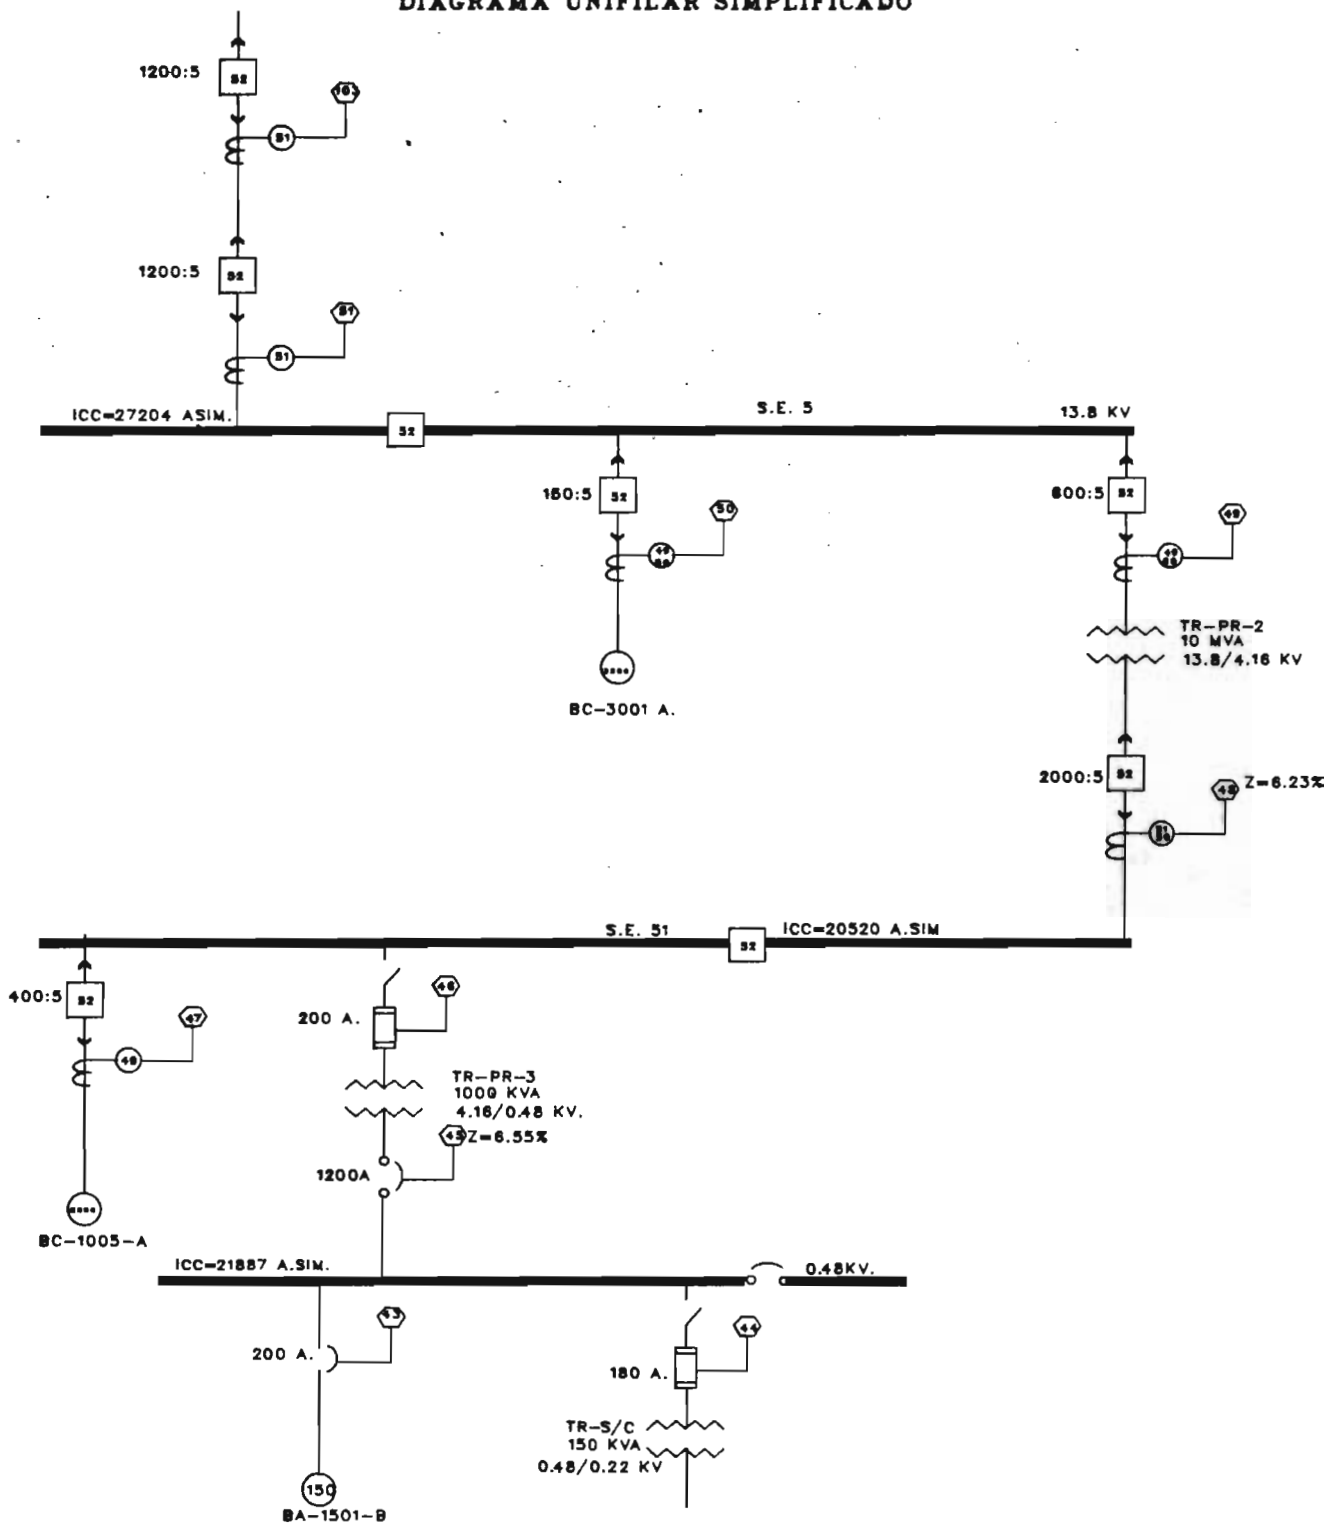 DIAGRAMA UNIFILAR SIMPLIFICADO
1200:5
52
51
1200:5
52
51
51
ICC=27204 ASIM.
52
S.E. 5
13.8 KV
52
50
600:5
52
49
BC-3001 A.
TR-PR-2
10 MVA
13.8/4.16 KV
2000:5
52
48
Z=6.23%
S.E. 51
52
ICC=20520 A.SIM
400:5
52
47
49
200 A.
46
TR-PR-3
1000 KVA
4.16/0.48 KV.
45
Z=6.55%
1200A
BC-1005-A
ICC=21887 A.SIM.
0.48KV.
43
200 A.
44
180 A.
TR-S/C
150 KVA
0.48/0.22 KV
150
BA-1501-B